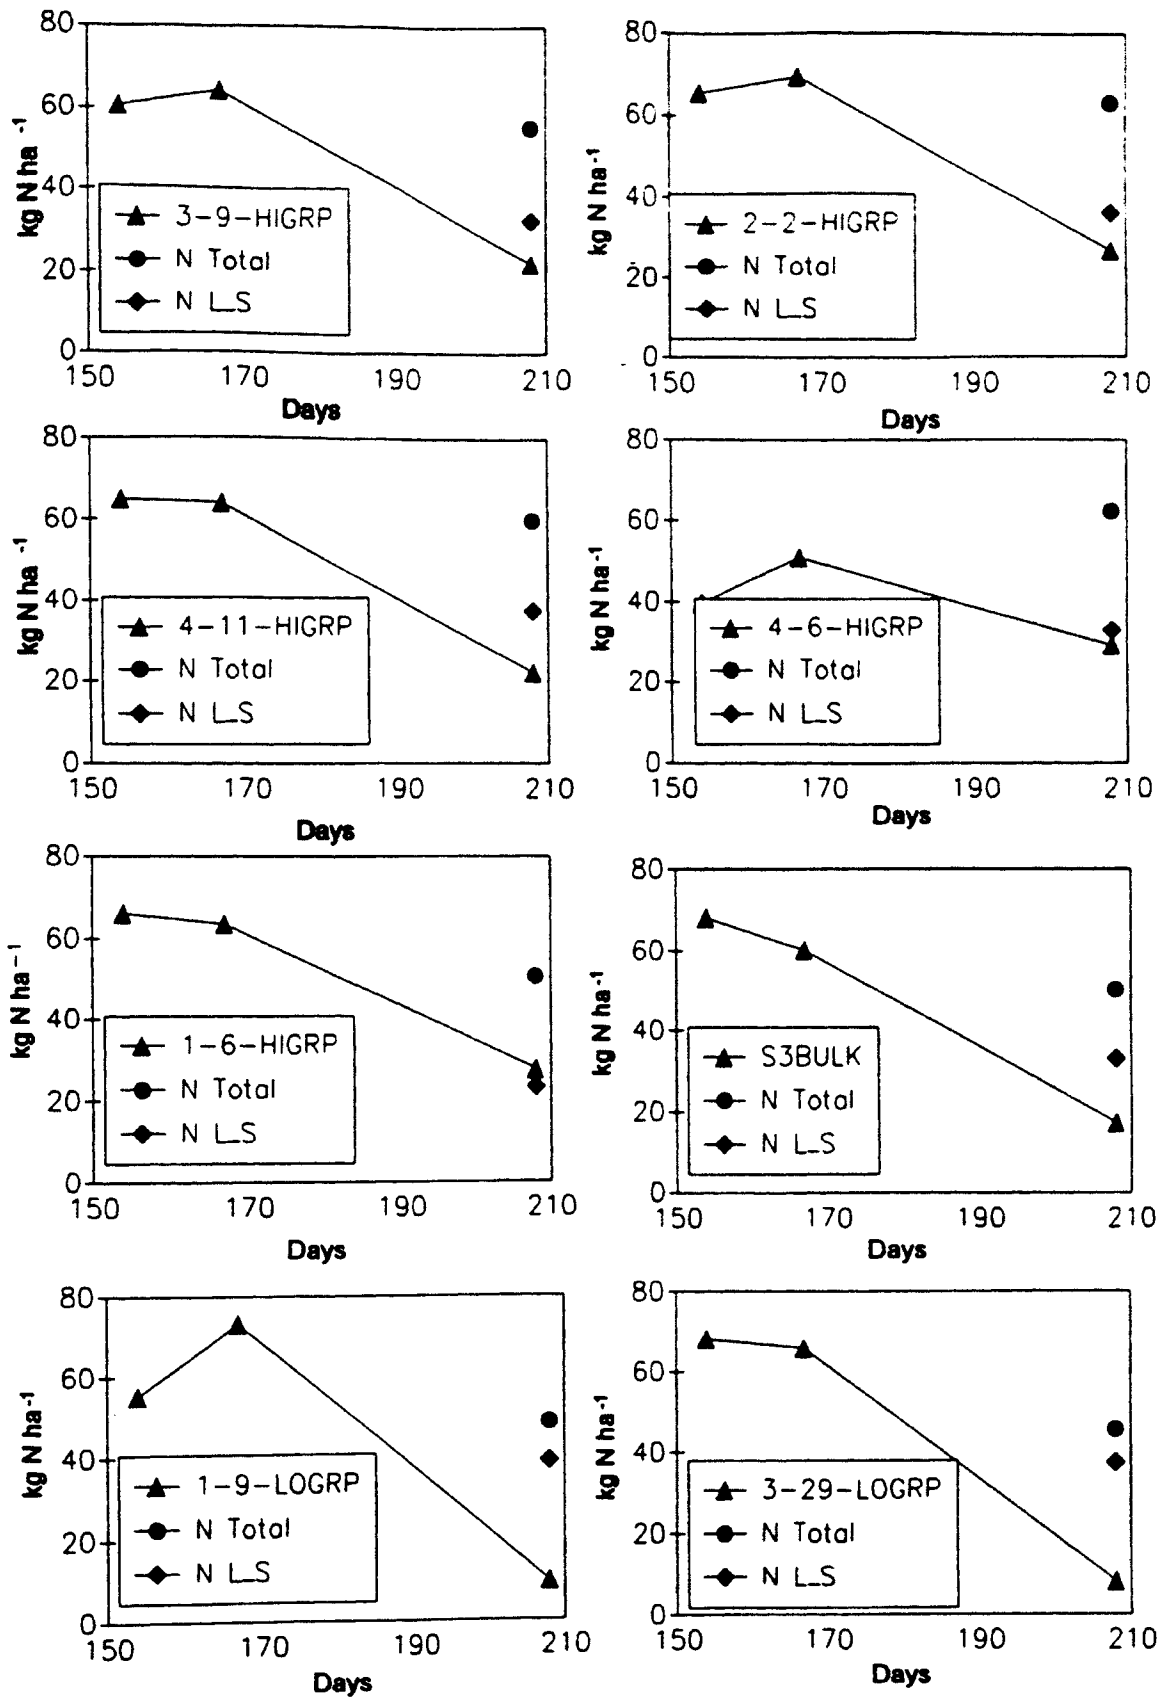 80
60
40
20
0
kg N ha -1
3-9-HIGRP
N Total
N L_S
150 170 190 210
Days
80
60
40
20
0
kg N ha-1
2-2-HIGRP
N Total
N L_S
150 170 190 210
Days
80
60
40
20
0
kg N ha -1
4-11-HIGRP
N Total
N L_S
150 170 190 210
Days
80
60
40
20
0
kg N ha-1
4-6-HIGRP
N Total
N L_S
150 170 190 210
Days
80
60
40
20
0
kg N ha-1
1-6-HIGRP
N Total
N L_S
150 170 190 210
Days
80
60
40
20
0
kg N ha-1
S3BULK
N Total
N L_S
150 170 190 210
Days
80
60
40
20
0
kg N ha-1
1-9-LOGRP
N Total
N L_S
150 170 190 210
Days
80
60
40
20
0
kg N ha-1
3-29-LOGRP
N Total
N L_S
150 170 190 210
Days